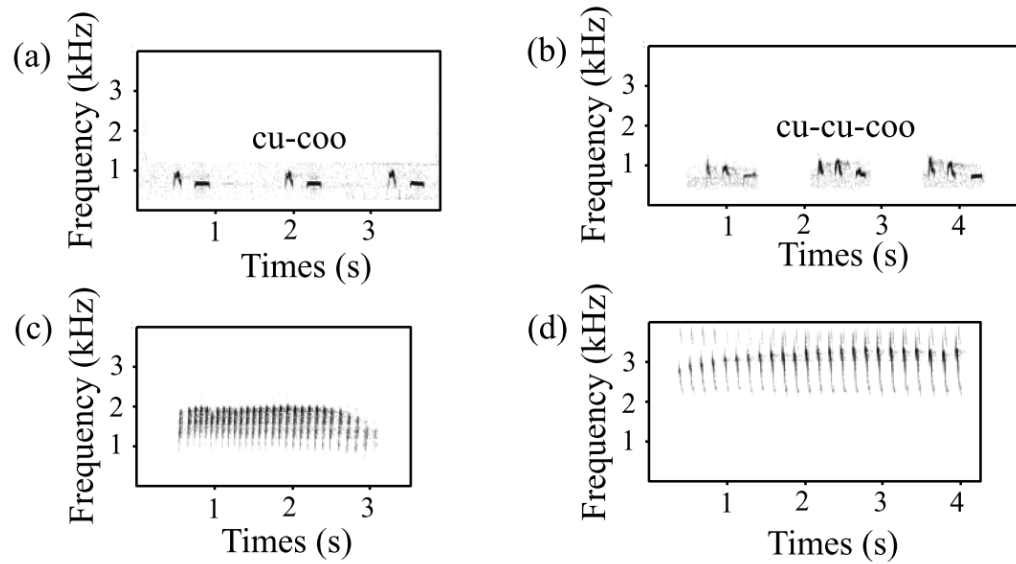 (a)
Frequency (kHz)
3
2
1
cu-coo
1 2 3
Times (s)
(b)
Frequency (kHz)
3
2
1
cu-cu-coo
1 2 3 4
Times (s)
(c)
Frequency (kHz)
3
2
1
1 2 3
Times (s)
(d)
Frequency (kHz)
3
2
1
1 2 3 4
Times (s)